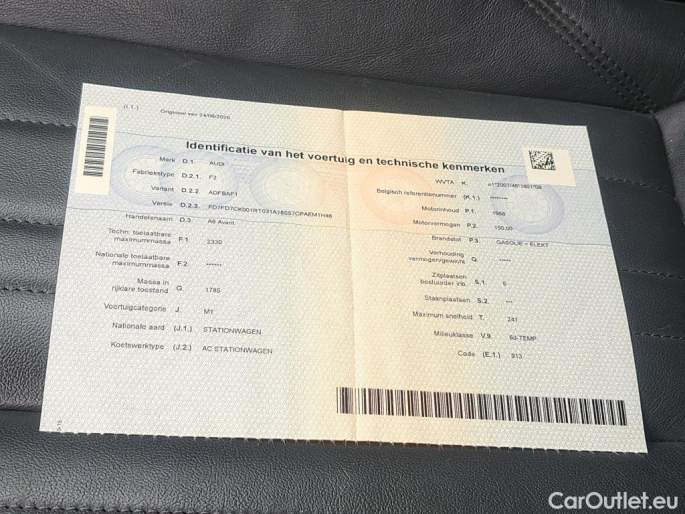 (I.1.) Origineel van 24/08/2020
Identificatie van het voertuig en technische kenmerken
Merk D.1. AUDI
Fabriekstype D.2.1. F2
Variant D.2.2. ADFBAF1
Versie D.2.3.
Handelsnaam D.3. A6 Avant
Techn. toelaatbare
maximummassa F.1. 2330
Nationale toelaatbare
maximummassa F.2. ******
Massa in
rijklare toestand G. 1785
Voertuigcategorie J. M1
Nationale aard (J.1.) STATIONWAGEN
Koetswerktype (J.2.) AC STATIONWAGEN
WVTA K.
Belgisch referentienummer (K.1.)
Motorinhoud P.1. 1968
Motorvermogen P.2. 150,00
Brandstof P.3. GASOLIE - ELEKT
Verhouding
vermogen/gewicht Q.
Zitplaatsen
bestuurder inb. S.1. 5
Staanplaatsen S.2. ***
Maximum snelheid T. 241
Milieuklasse V.9. 6d-TEMP
Code (E.1.) 913
CarOutlet.eu